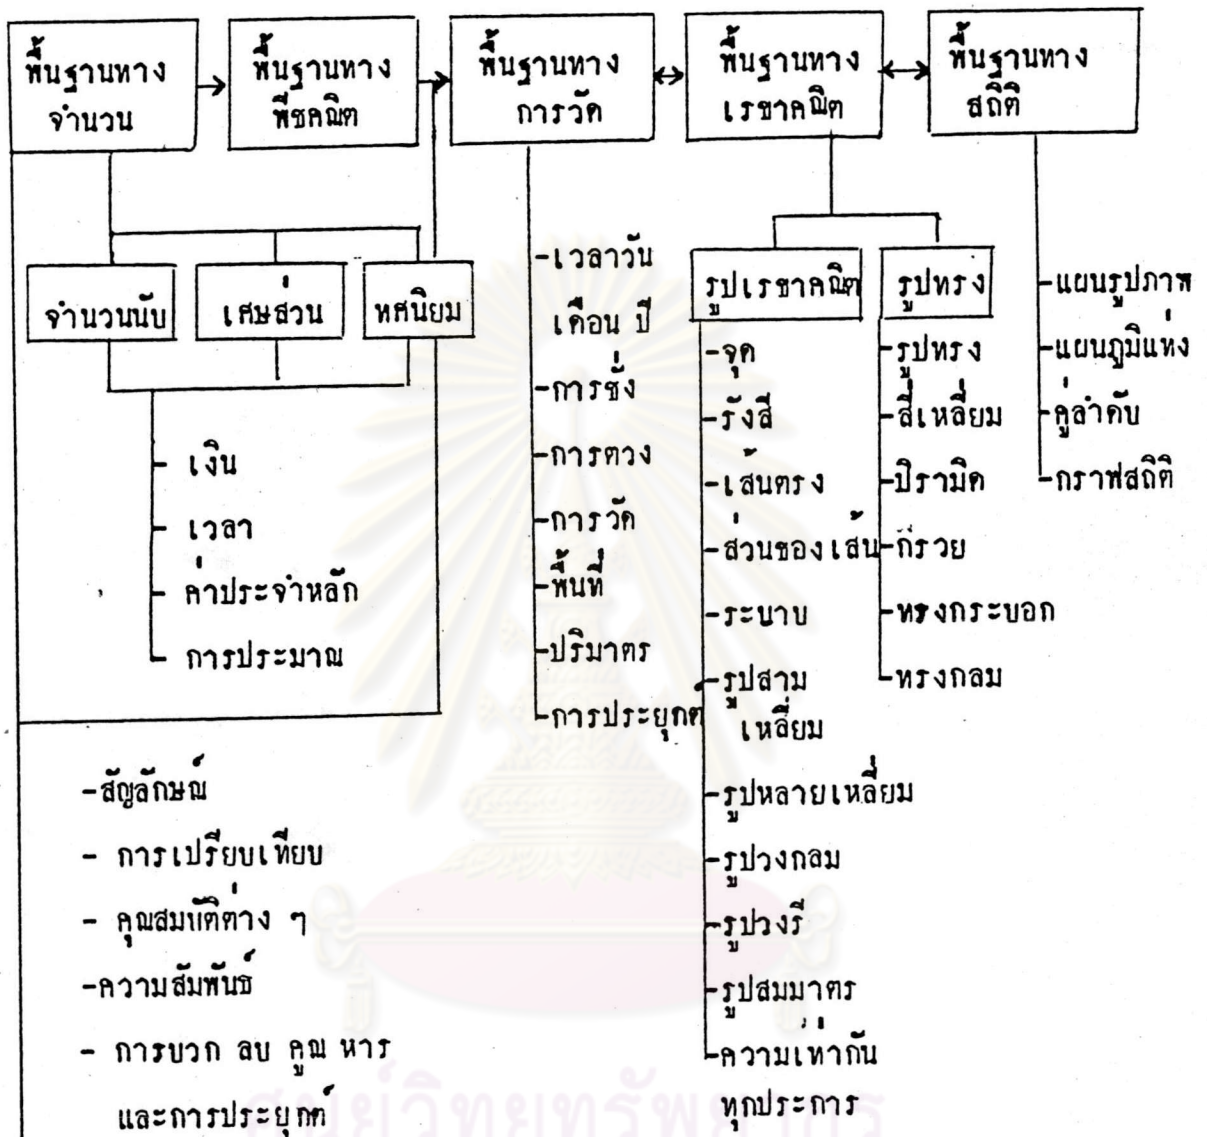 พื้นฐานทาง
จำนวน
พื้นฐานทาง
พีชคณิต
พื้นฐานทาง
การวัด
พื้นฐานทาง
เรขาคณิต
พื้นฐานทาง
สถิติ
จำนวนนับ
เศษส่วน
ทศนิยม
- เงิน
- เวลา
- ค่าประจำหลัก
- การประมาณ
-สัญลักษณ์
- การเปรียบเทียบ
- คุณสมบัติต่าง ๆ
-ความสัมพันธ์
- การบวก ลบ คูณ หาร
และการประยุกต์
-เวลาวัน
เดือน ปี
-การชั่ง
-การตวง
-การวัด
-พื้นที่
-ปริมาตร
-การประยุกต์
รูปเรขาคณิต
-จุด
-รังสี
-เส้นตรง
-ส่วนของเส้น
-ระนาบ
-รูปสาม
เหลี่ยม
-รูปหลายเหลี่ยม
-รูปวงกลม
-รูปวงรี
-รูปสมมาตร
-ความเท่ากัน
ทุกประการ
รูปทรง
-รูปทรง
-สี่เหลี่ยม
-ปิรามิด
-กรวย
-ทรงกระบอก
-ทรงกลม
-แผนรูปภาพ
-แผนภูมิแท่ง
-คู่ลำดับ
-กราฟสถิติ
ศูนย์วิทยทรัพยากร